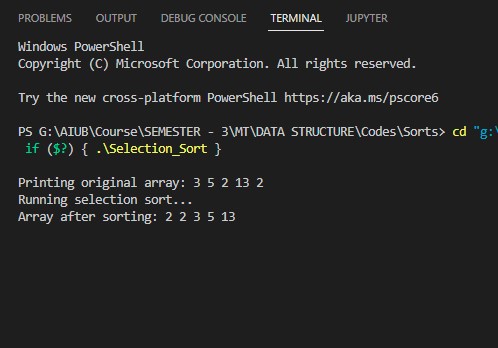 PROBLEMS OUTPUT DEBUG CONSOLE TERMINAL JUPYTER
Windows PowerShell
Copyright (C) Microsoft Corporation. All rights reserved.
Try the new cross-platform PowerShell https://aka.ms/pscore6
PS G:\AIUB\Course\SEMESTER - 3\MT\DATA STRUCTURE\Codes\Sorts> cd "g:\
if ($?) { .\Selection_Sort }
Printing original array: 3 5 2 13 2
Running selection sort...
Array after sorting: 2 2 3 5 13